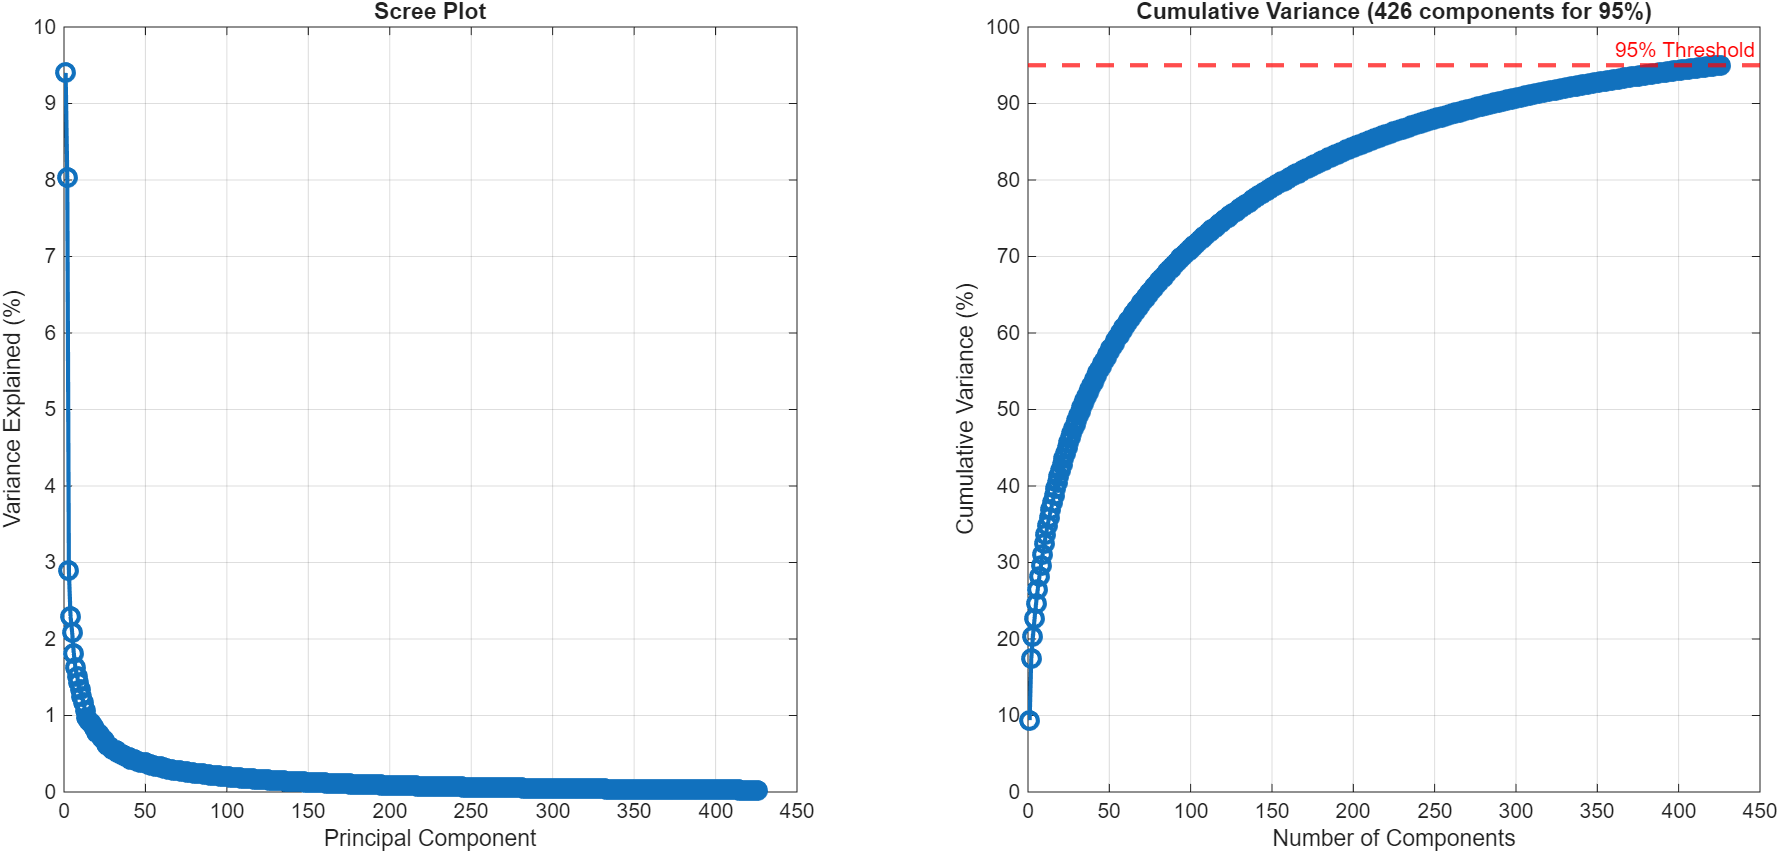 Scree Plot
10
9
8
7
6
5
4
3
2
1
0
Variance Explained (%)
0 50 100 150 200 250 300 350 400 450
Principal Component
Cumulative Variance (426 components for 95%)
100
90
80
70
60
50
40
30
20
10
0
95% Threshold
Cumulative Variance (%)
0 50 100 150 200 250 300 350 400 450
Number of Components